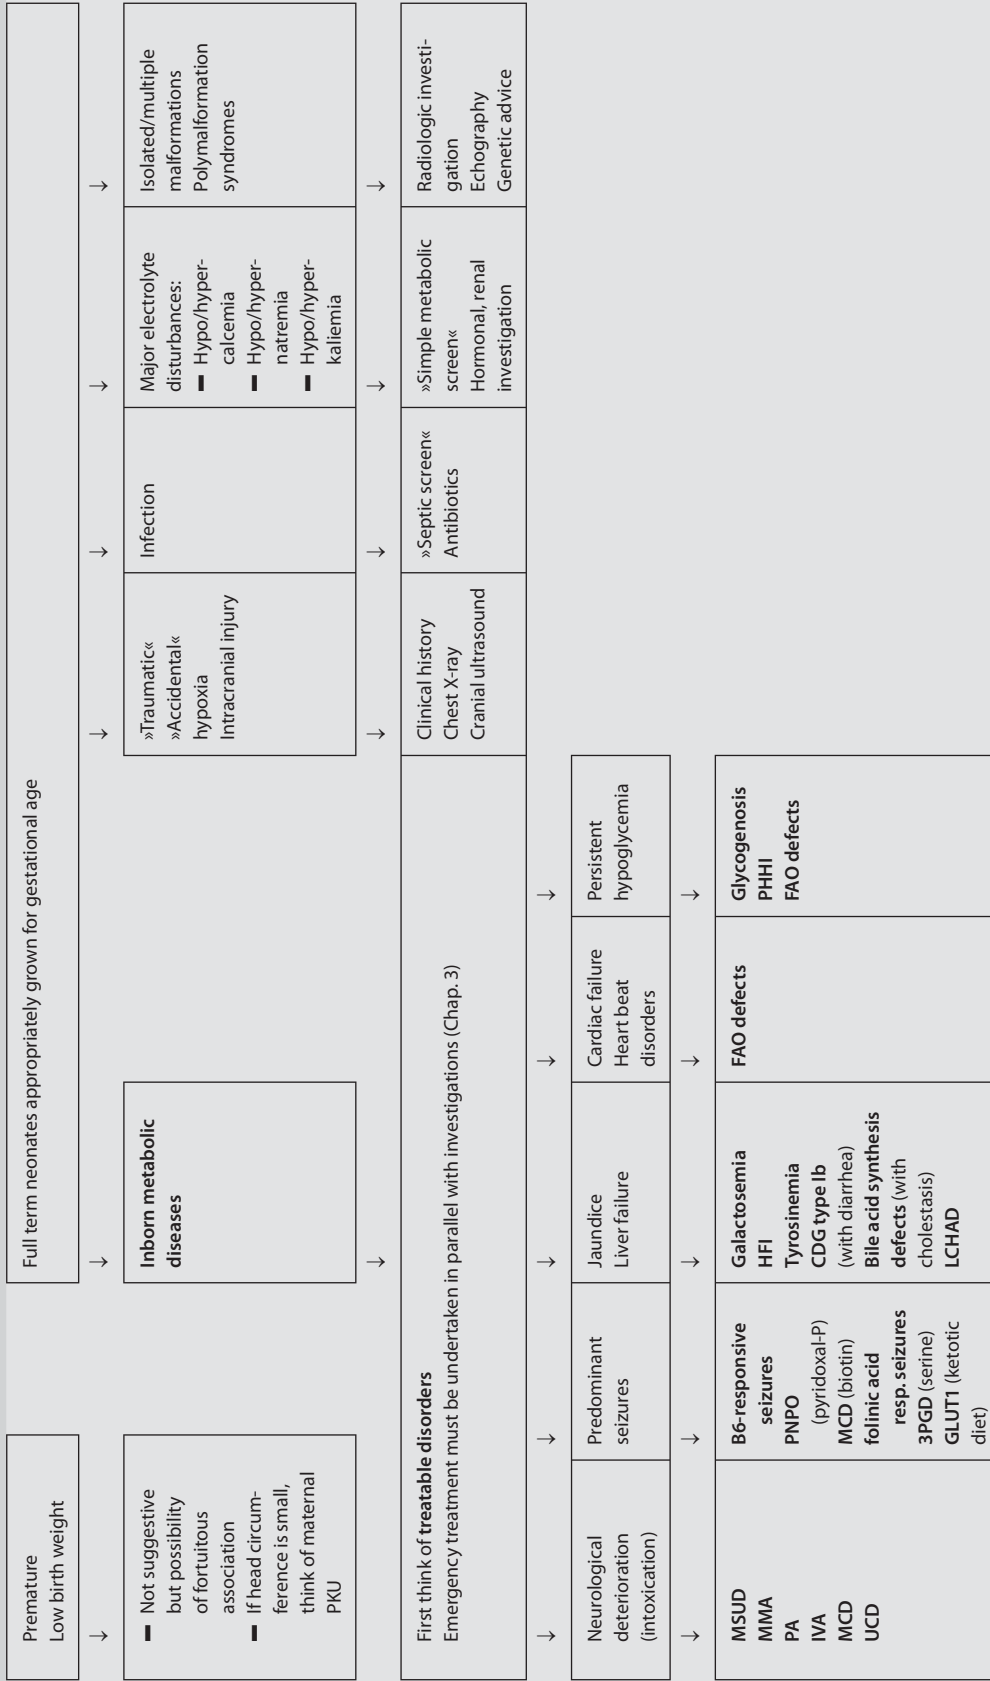 Premature
Low birth weight
Full term neonates appropriately grown for gestational age
→
→
→
→
→
→
▬ Not suggestive
but possibility
of fortuitous
association
▬ If head circum-
ference is small,
think of maternal
PKU
Inborn metabolic
diseases
»Traumatic«
»Accidental«
hypoxia
Intracranial injury
Infection
Major electrolyte
disturbances:
▬ Hypo/hyper-
calcemia
▬ Hypo/hyper-
natremia
▬ Hypo/hyper-
kaliemia
Isolated/multiple
malformations
Polymalformation
syndromes
→
→
→
→
→
First think of treatable disorders
Emergency treatment must be undertaken in parallel with investigations (Chap. 3)
Clinical history
Chest X-ray
Cranial ultrasound
»Septic screen«
Antibiotics
»Simple metabolic
screen«
Hormonal, renal
investigation
Radiologic investi-
gation
Echography
Genetic advice
→
→
→
→
→
Neurological
deterioration
(intoxication)
Predominant
seizures
Jaundice
Liver failure
Cardiac failure
Heart beat
disorders
Persistent
hypoglycemia
→
→
→
→
→
MSUD
MMA
PA
IVA
MCD
UCD
B6-responsive
seizures
PNPO
(pyridoxal-P)
MCD (biotin)
folinic acid
resp. seizures
3PGD (serine)
GLUT1 (ketotic
diet)
Galactosemia
HFI
Tyrosinemia
CDG type Ib
(with diarrhea)
Bile acid synthesis
defects (with
cholestasis)
LCHAD
FAO defects
Glycogenosis
PHHI
FAO defects